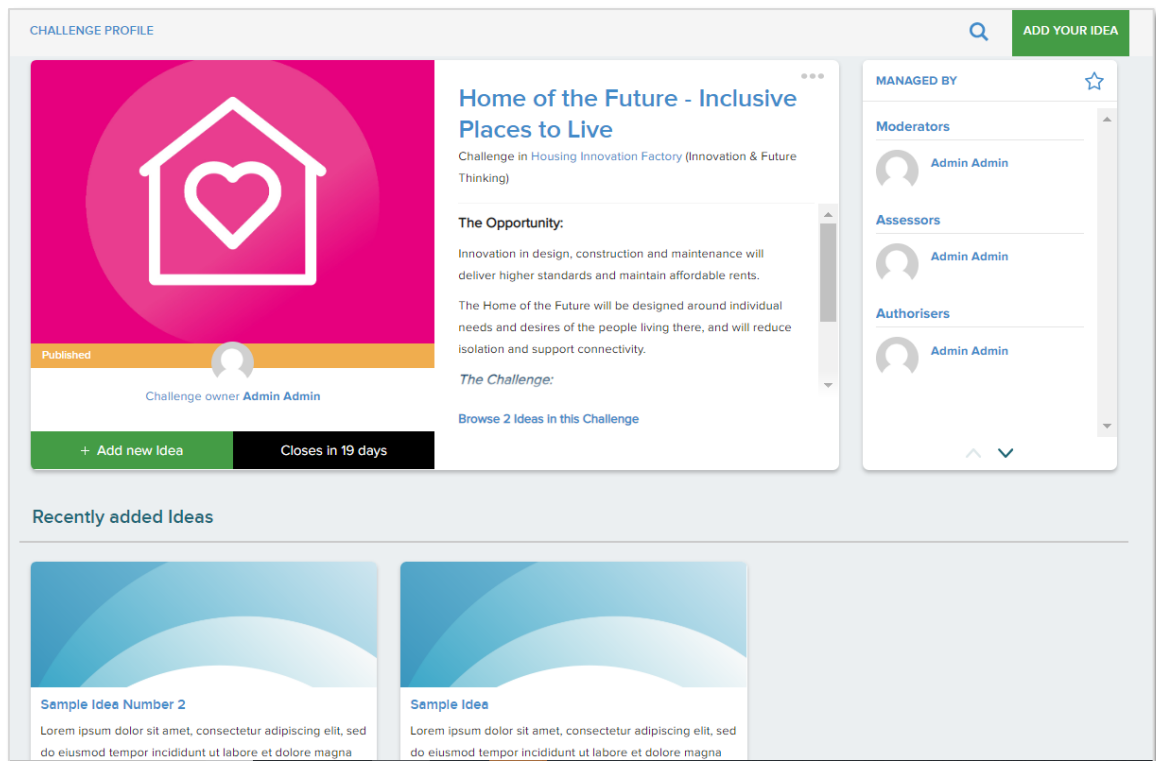 CHALLENGE PROFILE
ADD YOUR IDEA
Published
Challenge owner Admin Admin
+ Add new Idea
Closes in 19 days
Home of the Future - Inclusive
Places to Live
Challenge in Housing Innovation Factory (Innovation & Future
Thinking)
The Opportunity:
Innovation in design, construction and maintenance will
deliver higher standards and maintain affordable rents.
The Home of the Future will be designed around individual
needs and desires of the people living there, and will reduce
isolation and support connectivity.
The Challenge:
Browse 2 Ideas in this Challenge
MANAGED BY
Moderators
Admin Admin
Assessors
Admin Admin
Authorisers
Admin Admin
Recently added Ideas
Sample Idea Number 2
Lorem ipsum dolor sit amet, consectetur adipiscing elit, sed
do eiusmod tempor incididunt ut labore et dolore magna
Sample Idea
Lorem ipsum dolor sit amet, consectetur adipiscing elit, sed
do eiusmod tempor incididunt ut labore et dolore magna